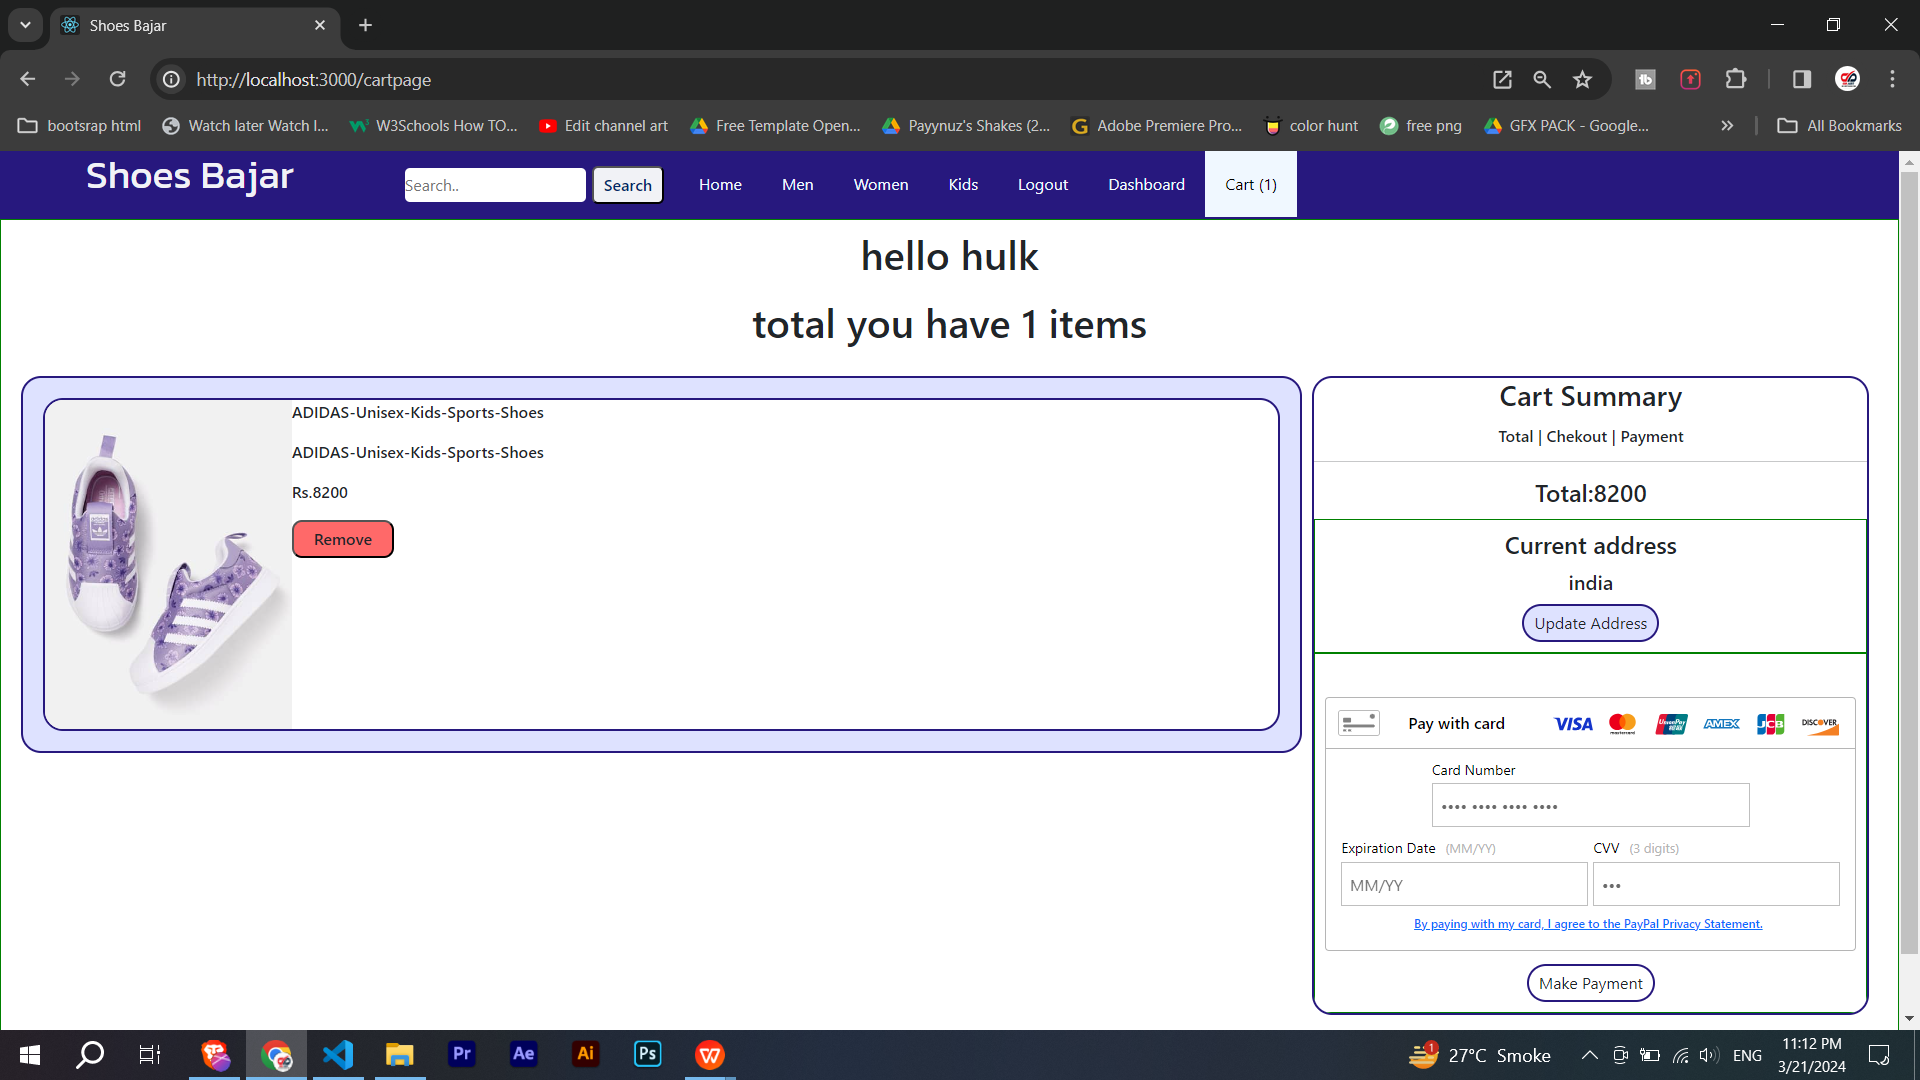 Shoes Bajar
http://localhost:3000/cartpage
bootsrap html
Watch later Watch l...
W3Schools How TO...
Edit channel art
Free Template Open...
Payynuz's Shakes (2...
Adobe Premiere Pro...
color hunt
free png
GFX PACK - Google...
All Bookmarks
Shoes Bajar
Search..
Search
Home
Men
Women
Kids
Logout
Dashboard
Cart (1)
hello hulk
total you have 1 items
ADIDAS-Unisex-Kids-Sports-Shoes
ADIDAS-Unisex-Kids-Sports-Shoes
Rs.8200
Remove
Cart Summary
Total | Chekout | Payment
Total:8200
Current address
india
Update Address
Pay with card
VISA
mastercard
UnionPay
AMEX
JCB
DISCOVER
Card Number
•••• •••• •••• ••••
Expiration Date (MM/YY)
CVV (3 digits)
MM/YY
•••
By paying with my card, I agree to the PayPal Privacy Statement.
Make Payment
Pr
Ae
Ai
Ps
1
27°C Smoke
ENG
11:12 PM
3/21/2024